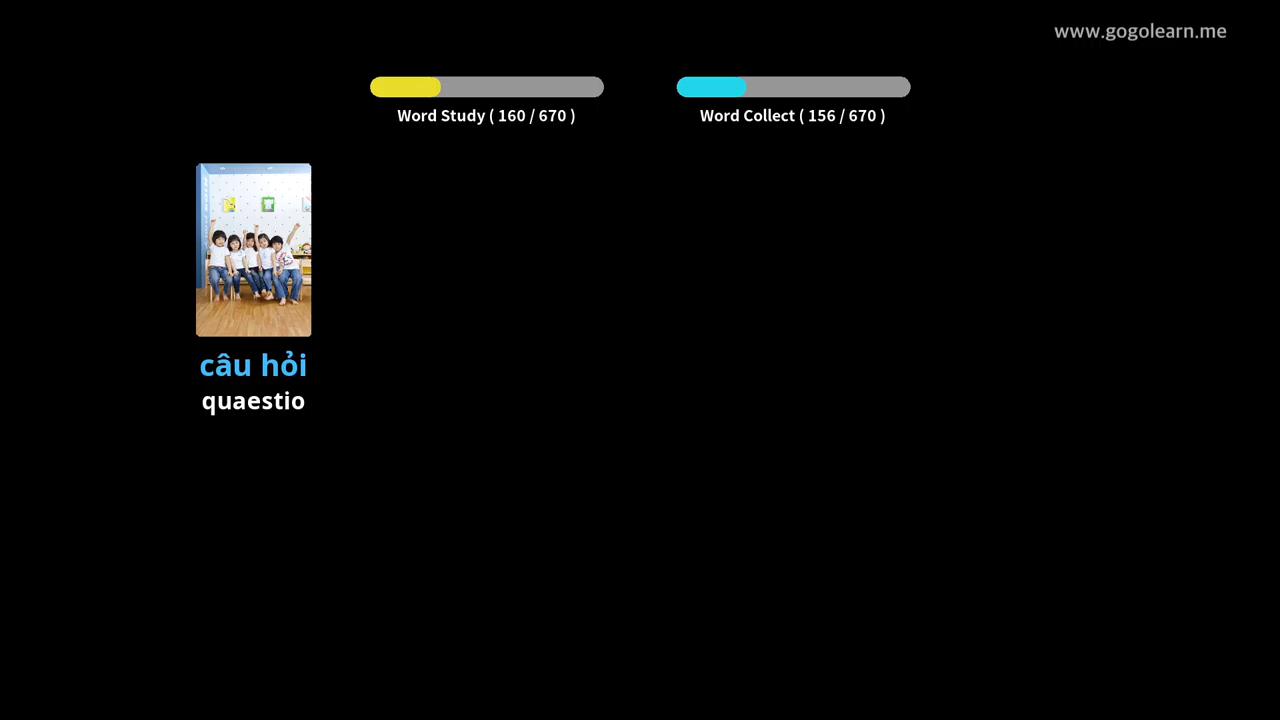 www.gogolearn.me
Word Study ( 160 / 670 )
Word Collect ( 156 / 670 )
câu hỏi
quaestio